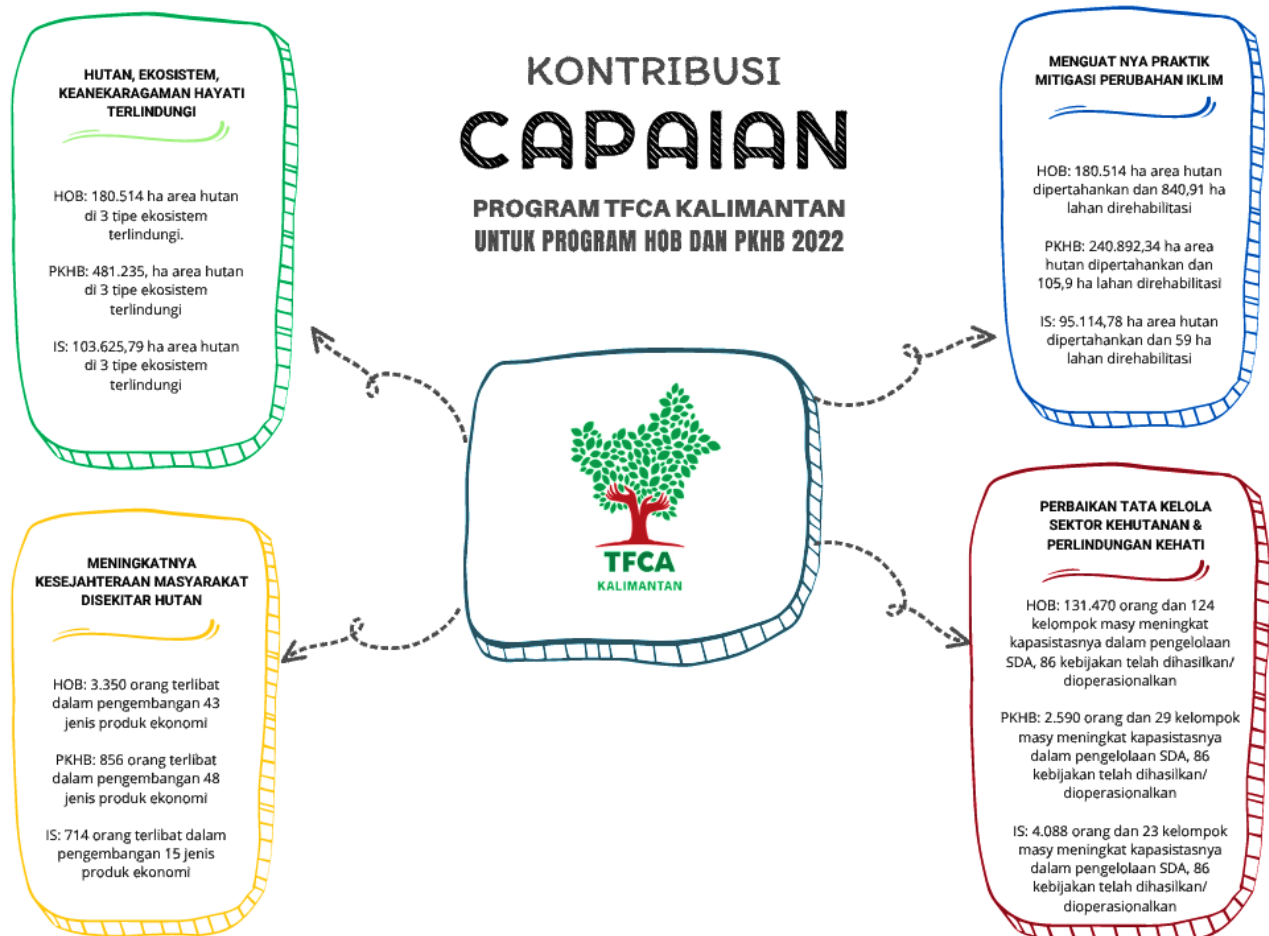 KONTRIBUSI
CAPAIAN
PROGRAM TFCA KALIMANTAN
UNTUK PROGRAM HOB DAN PKHB 2022
HUTAN, EKOSISTEM,
KEANEKARAGAMAN HAYATI
TERLINDUNGI
HOB: 180.514 ha area hutan
di 3 tipe ekosistem
terlindungi.
PKHB: 481.235, ha area hutan
di 3 tipe ekosistem
terlindungi
IS: 103.625,79 ha area hutan
di 3 tipe ekosistem
terlindungi
MENGUAT NYA PRAKTIK
MITIGASI PERUBAHAN IKLIM
HOB: 180.514 ha area hutan
dipertahankan dan 840,91 ha
lahan direhabilitasi
PKHB: 240.892,34 ha area
hutan dipertahankan dan
105,9 ha lahan direhabilitasi
IS: 95.114,78 ha area hutan
dipertahankan dan 59 ha
lahan direhabilitasi
TFCA
KALIMANTAN
MENINGKATNYA
KESEJAHTERAAN MASYARAKAT
DISEKITAR HUTAN
HOB: 3.350 orang terlibat
dalam pengembangan 43
jenis produk ekonomi
PKHB: 856 orang terlibat
dalam pengembangan 48
jenis produk ekonomi
IS: 714 orang terlibat dalam
pengembangan 15 jenis
produk ekonomi
PERBAIKAN TATA KELOLA
SEKTOR KEHUTANAN &
PERLINDUNGAN KEHATI
HOB: 131.470 orang dan 124
kelompok masy meningkat
kapasistasnya dalam pengelolaan
SDA, 86 kebijakan telah dihasilkan/
dioperasionalkan
PKHB: 2.590 orang dan 29 kelompok
masy meningkat kapasistasnya
dalam pengelolaan SDA, 86
kebijakan telah dihasilkan/
dioperasionalkan
IS: 4.088 orang dan 23 kelompok
masy meningkat kapasistasnya
dalam pengelolaan SDA, 86
kebijakan telah dihasilkan/
dioperasionalkan